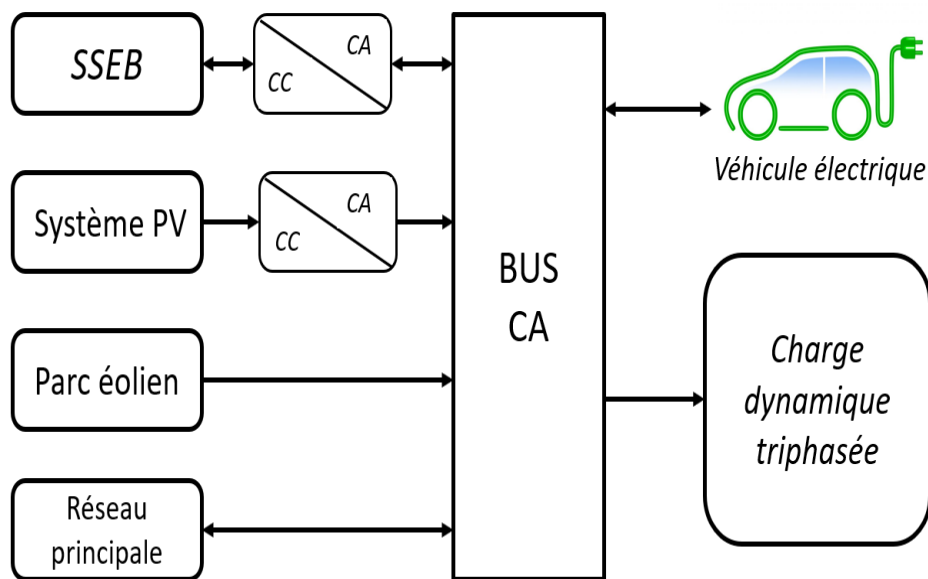 SSEB
CC
CA
Système PV
CC
CA
Parc éolien
Réseau
principale
BUS
CA
Véhicule électrique
Charge
dynamique
triphasée